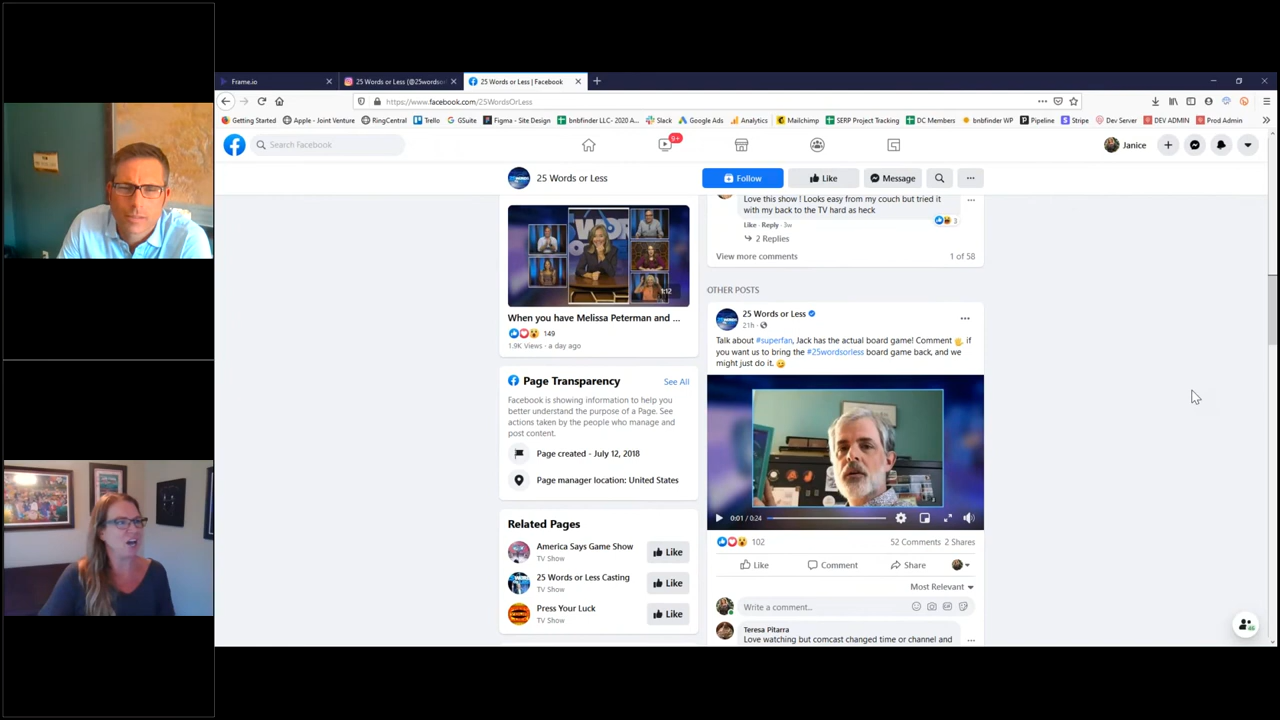 Frame.io
25 Words or Less (@25wordso
25 Words or Less | Facebook
https://www.facebook.com/25WordsOrLess
Getting Started
Apple - Joint Venture
RingCentral
Trello
GSuite
Figma - Site Design
bnbfinder LLC- 2020 A...
Slack
Google Ads
Analytics
Mailchimp
SERP Project Tracking
DC Members
bnbfinder WP
Pipeline
Stripe
Dev Server
DEV ADMIN
Prod Admin
Search Facebook
9+
Janice
25 Words or Less
Follow
Like
Message
1:12
When you have Melissa Peterman and ...
149
1.9K Views · a day ago
Page Transparency
See All
Facebook is showing information to help you
better understand the purpose of a Page. See
actions taken by the people who manage and
post content.
Page created - July 12, 2018
Page manager location: United States
Related Pages
America Says Game Show
TV Show
Like
25 Words or Less Casting
TV Show
Like
Press Your Luck
TV Show
Like
Love this show ! Looks easy from my couch but tried it
with my back to the TV hard as heck
3
Like · Reply · 3w
2 Replies
View more comments
1 of 58
OTHER POSTS
25 Words or Less
21h ·
Talk about #superfan, Jack has the actual board game! Comment 👋 if
you want us to bring the #25wordsorless board game back, and we
might just do it. 😊
0:01 / 0:24
102
52 Comments 2 Shares
Like
Comment
Share
Most Relevant
Write a comment...
GIF
Teresa Pitarra
Love watching but comcast changed time or channel and